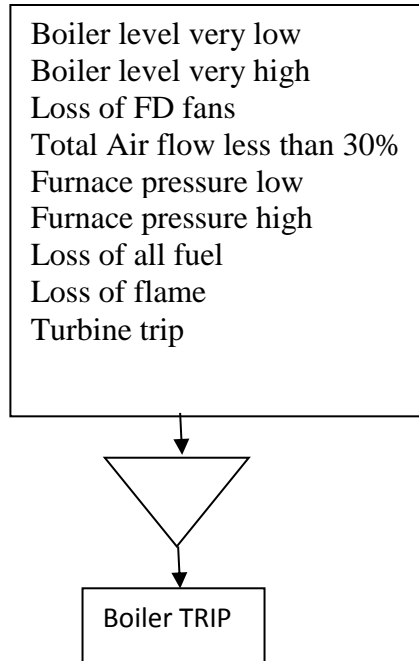 Boiler level very low
Boiler level very high
Loss of FD fans
Total Air flow less than 30%
Furnace pressure low
Furnace pressure high
Loss of all fuel
Loss of flame
Turbine trip
Boiler TRIP